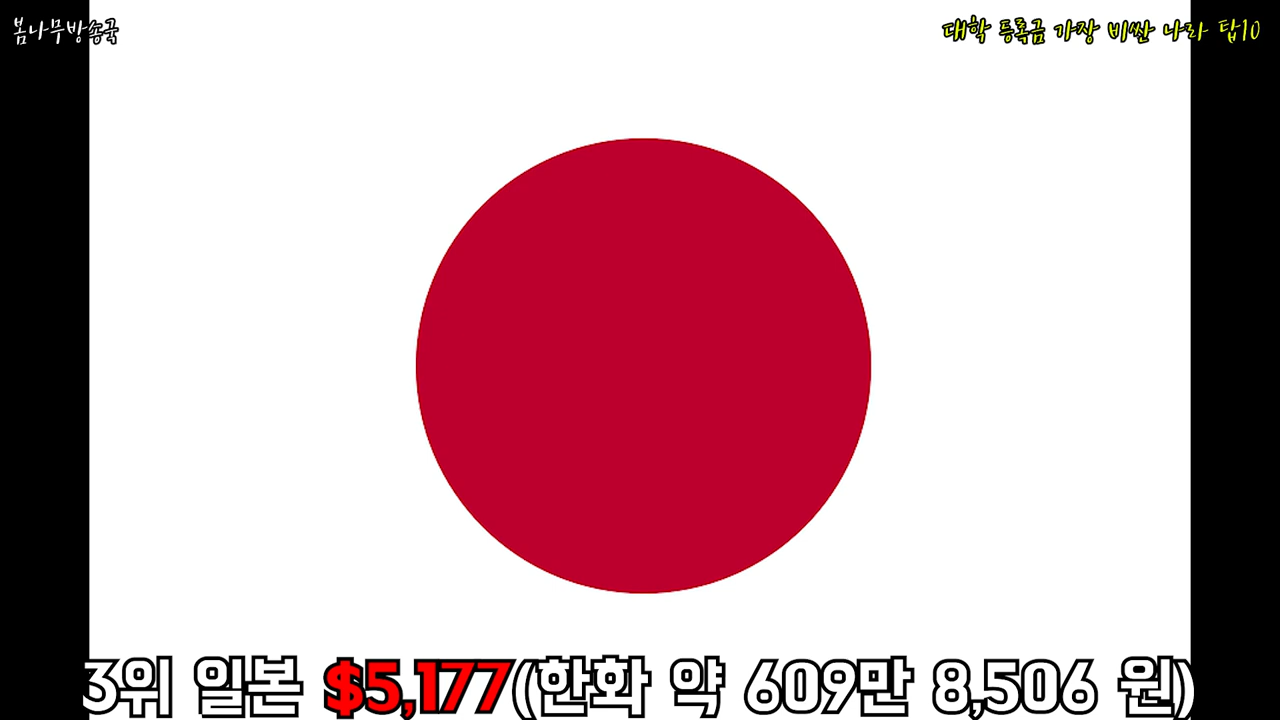 봄나무방송국
대학 등록금 가장 비싼 나라 탑10
3위 일본 $5,177(한화 약 609만 8,506 원)